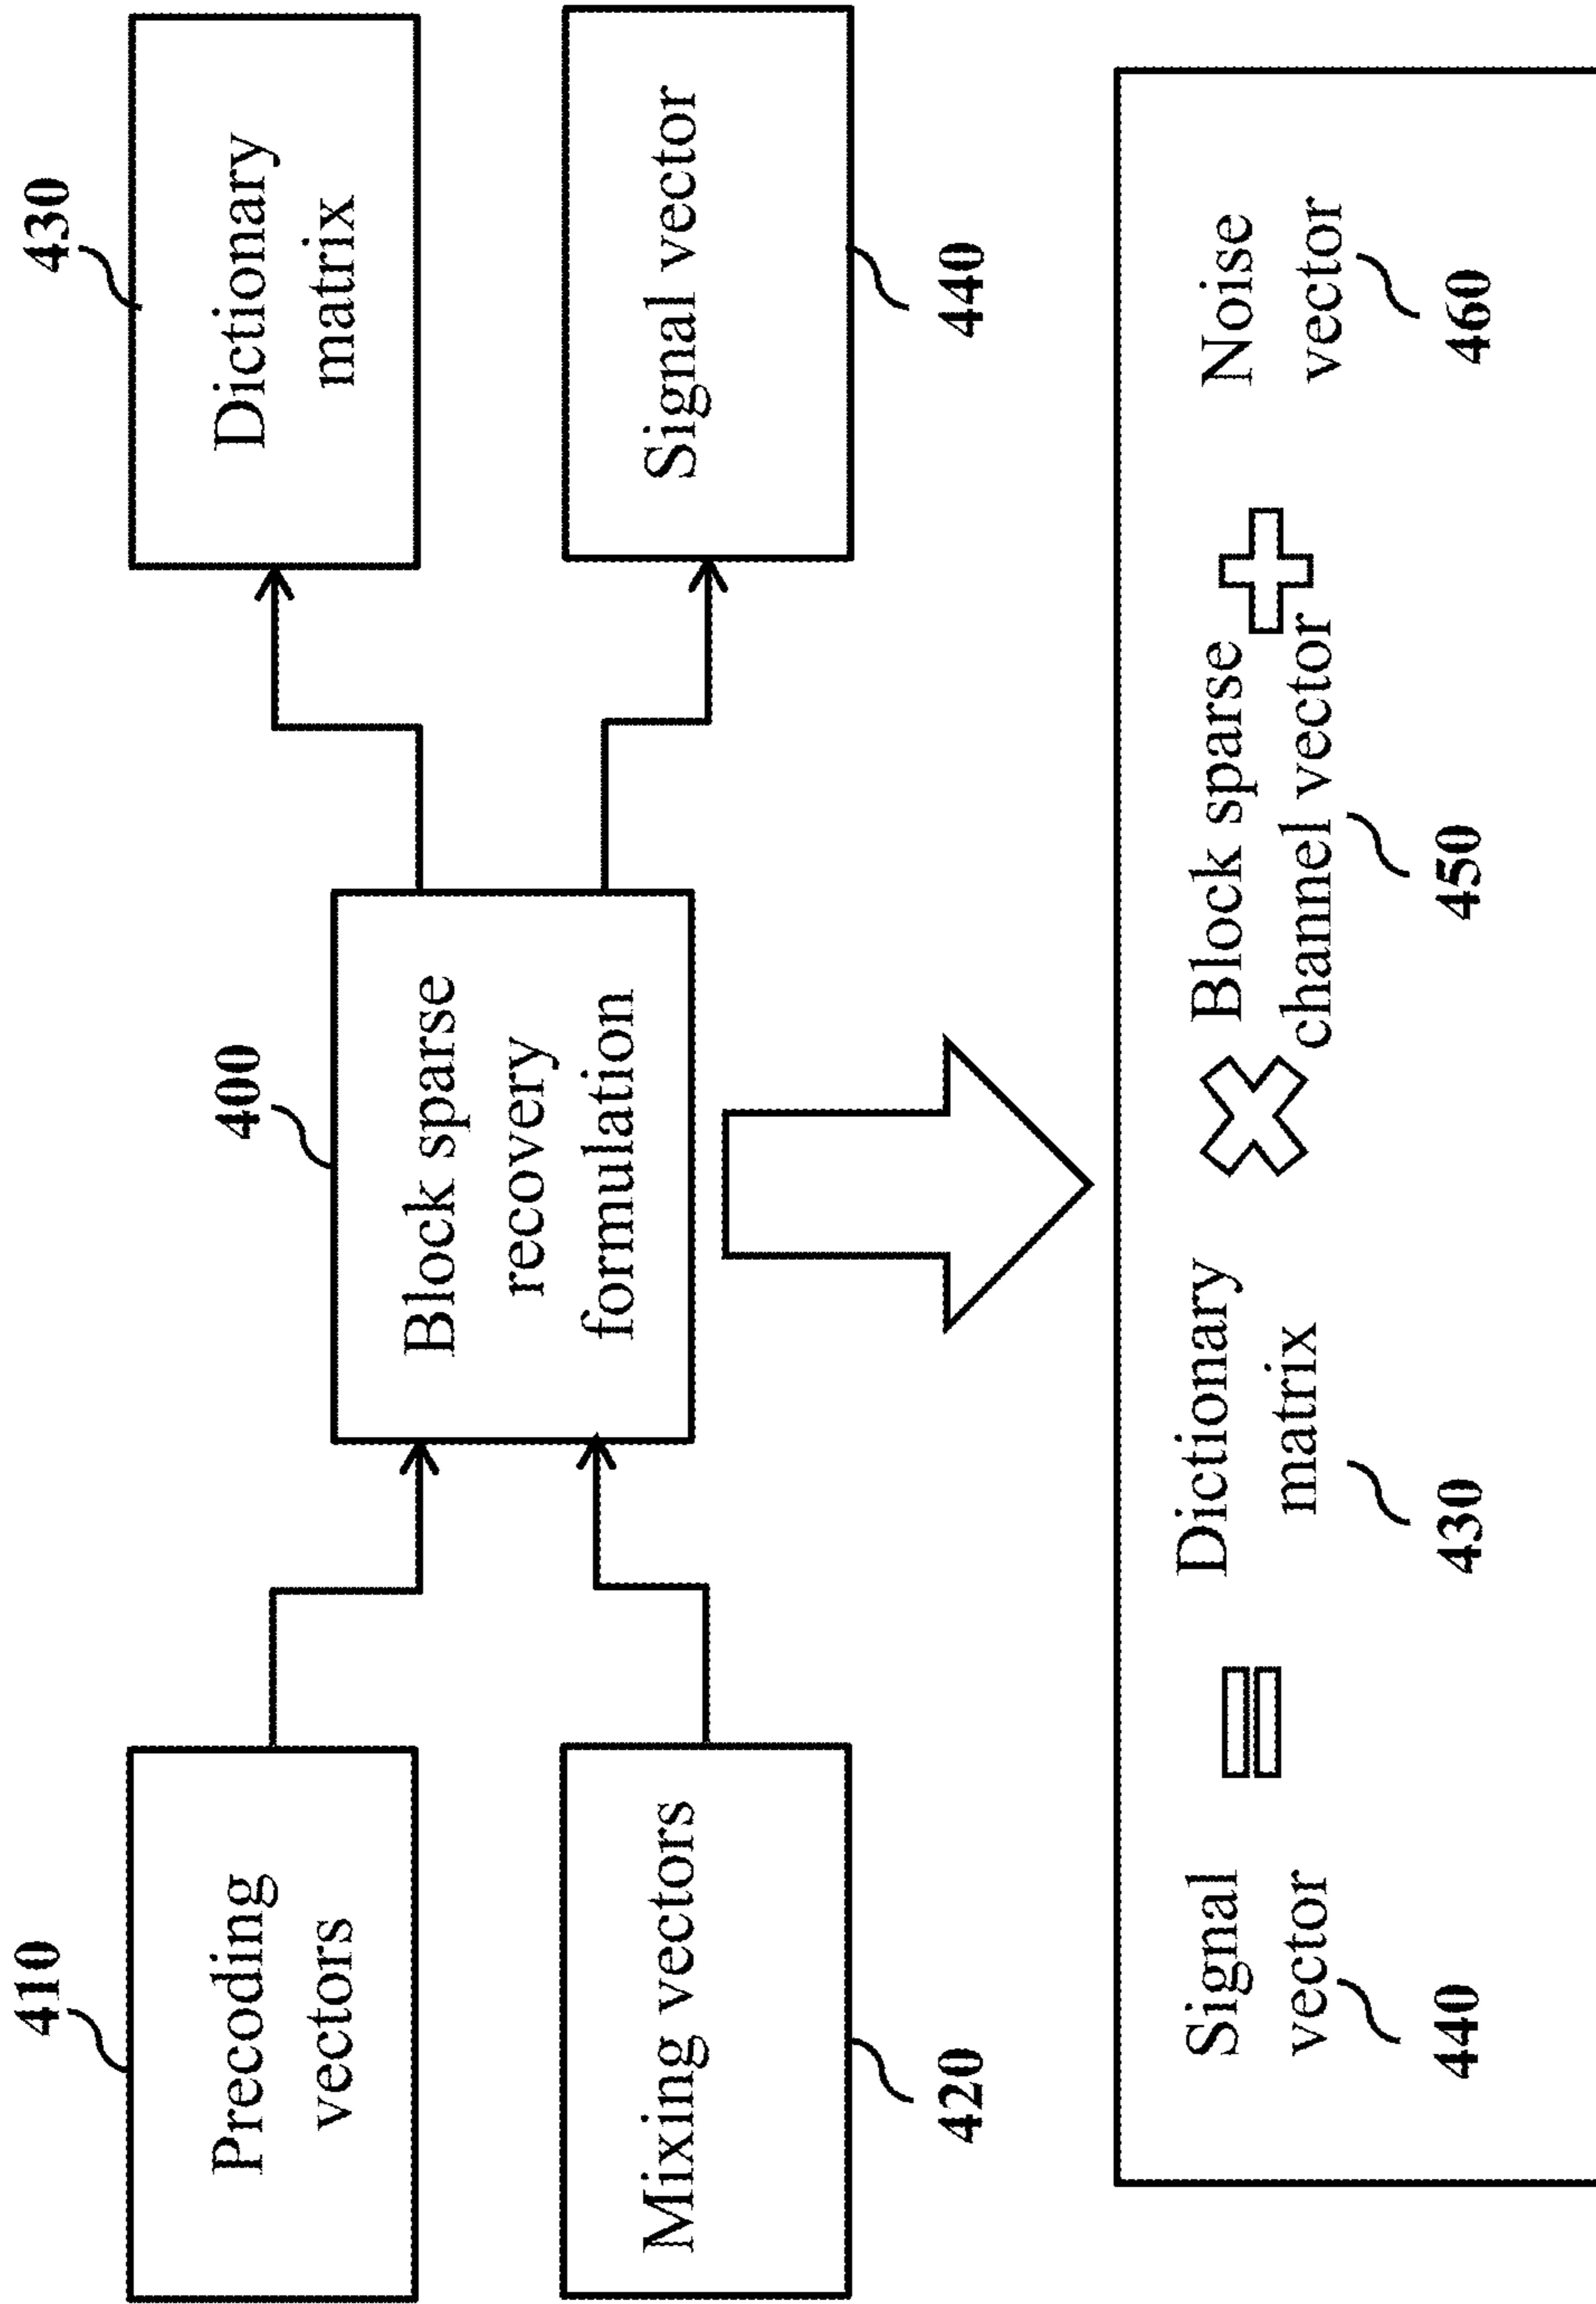 410
Precoding
vectors
Mixing vectors
420
400
Block sparse
recovery
formulation
430
Dictionary
matrix
Signal vector
440
Signal
vector
440
=
Dictionary
matrix
430
×
Block sparse
channel vector
450
+
Noise
vector
460